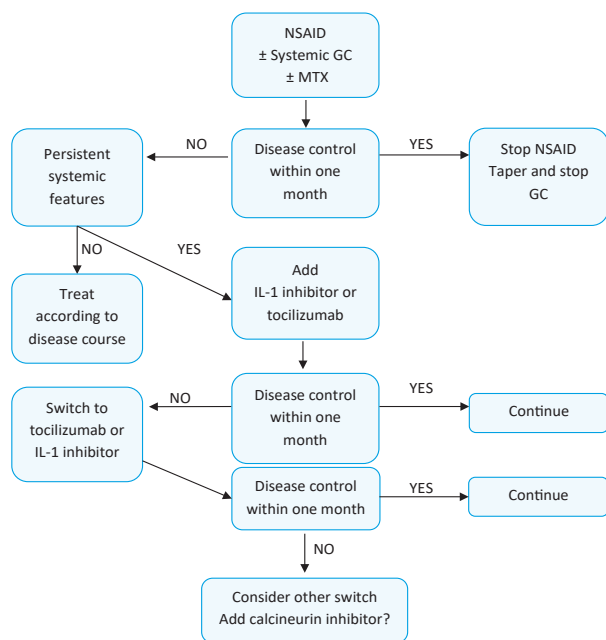 NSAID
± Systemic GC
± MTX
NO
YES
Persistent
systemic
features
Disease control
within one
month
Stop NSAID
Taper and stop
GC
NO
YES
Treat
according to
disease course
Add
IL-1 inhibitor or
tocilizumab
Switch to
tocilizumab or
IL-1 inhibitor
NO
Disease control
within one
month
YES
Continue
Disease control
within one month
YES
Continue
NO
Consider other switch
Add calcineurin inhibitor?